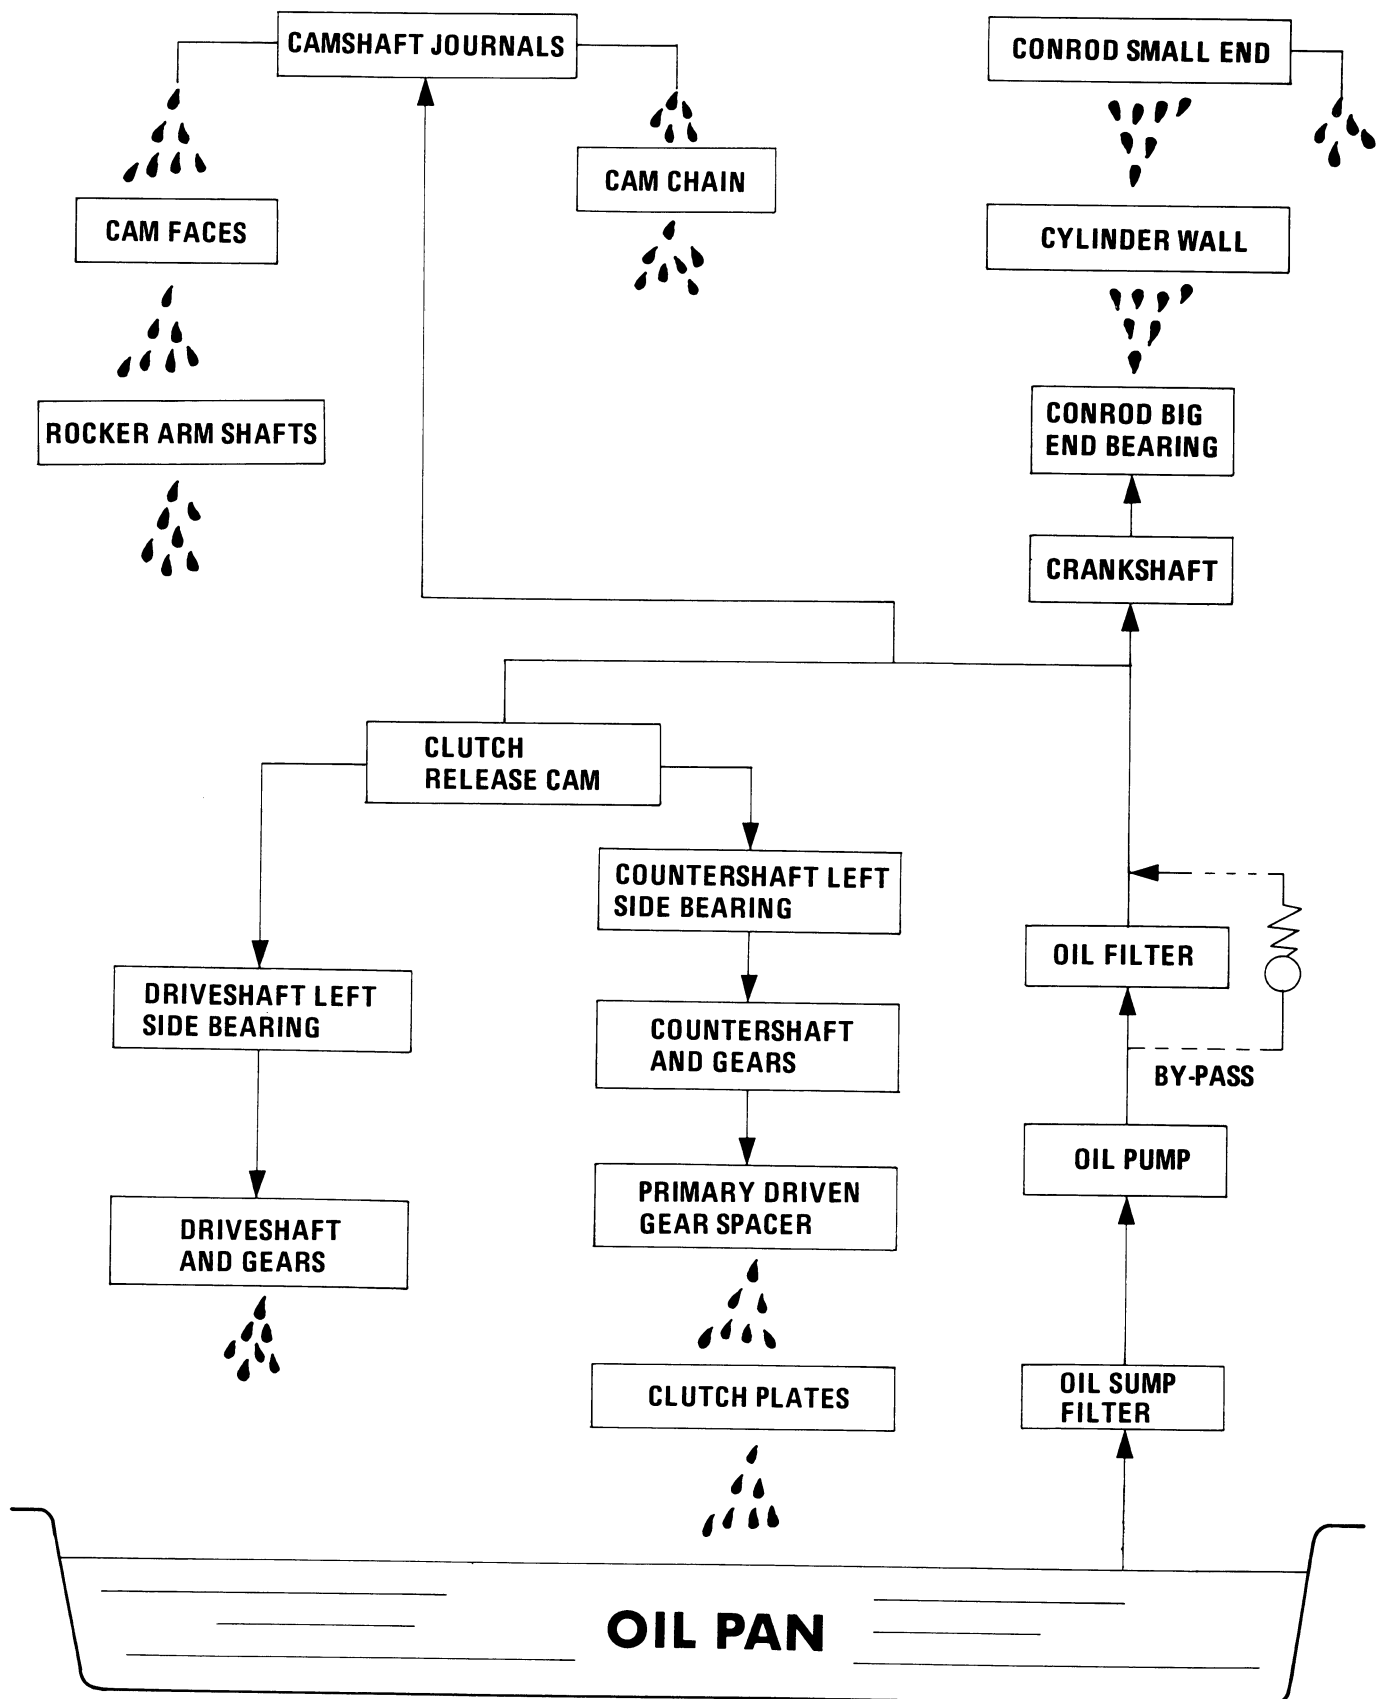 CAMSHAFT JOURNALS
CONROD SMALL END
CAM CHAIN
CAM FACES
CYLINDER WALL
ROCKER ARM SHAFTS
CONROD BIG
END BEARING
CRANKSHAFT
CLUTCH
RELEASE CAM
COUNTERSHAFT LEFT
SIDE BEARING
OIL FILTER
DRIVESHAFT LEFT
SIDE BEARING
COUNTERSHAFT
AND GEARS
BY-PASS
OIL PUMP
PRIMARY DRIVEN
GEAR SPACER
DRIVESHAFT
AND GEARS
CLUTCH PLATES
OIL SUMP
FILTER
OIL PAN